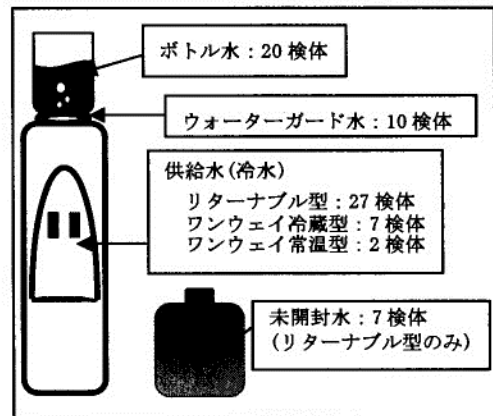 ボトル水：20 検体
ウォーターガード水：10 検体
供給水(冷水)
リターナブル型：27 検体
ワンウェイ冷蔵型：7 検体
ワンウェイ常温型：2 検体
未開封水：7 検体
(リターナブル型のみ)